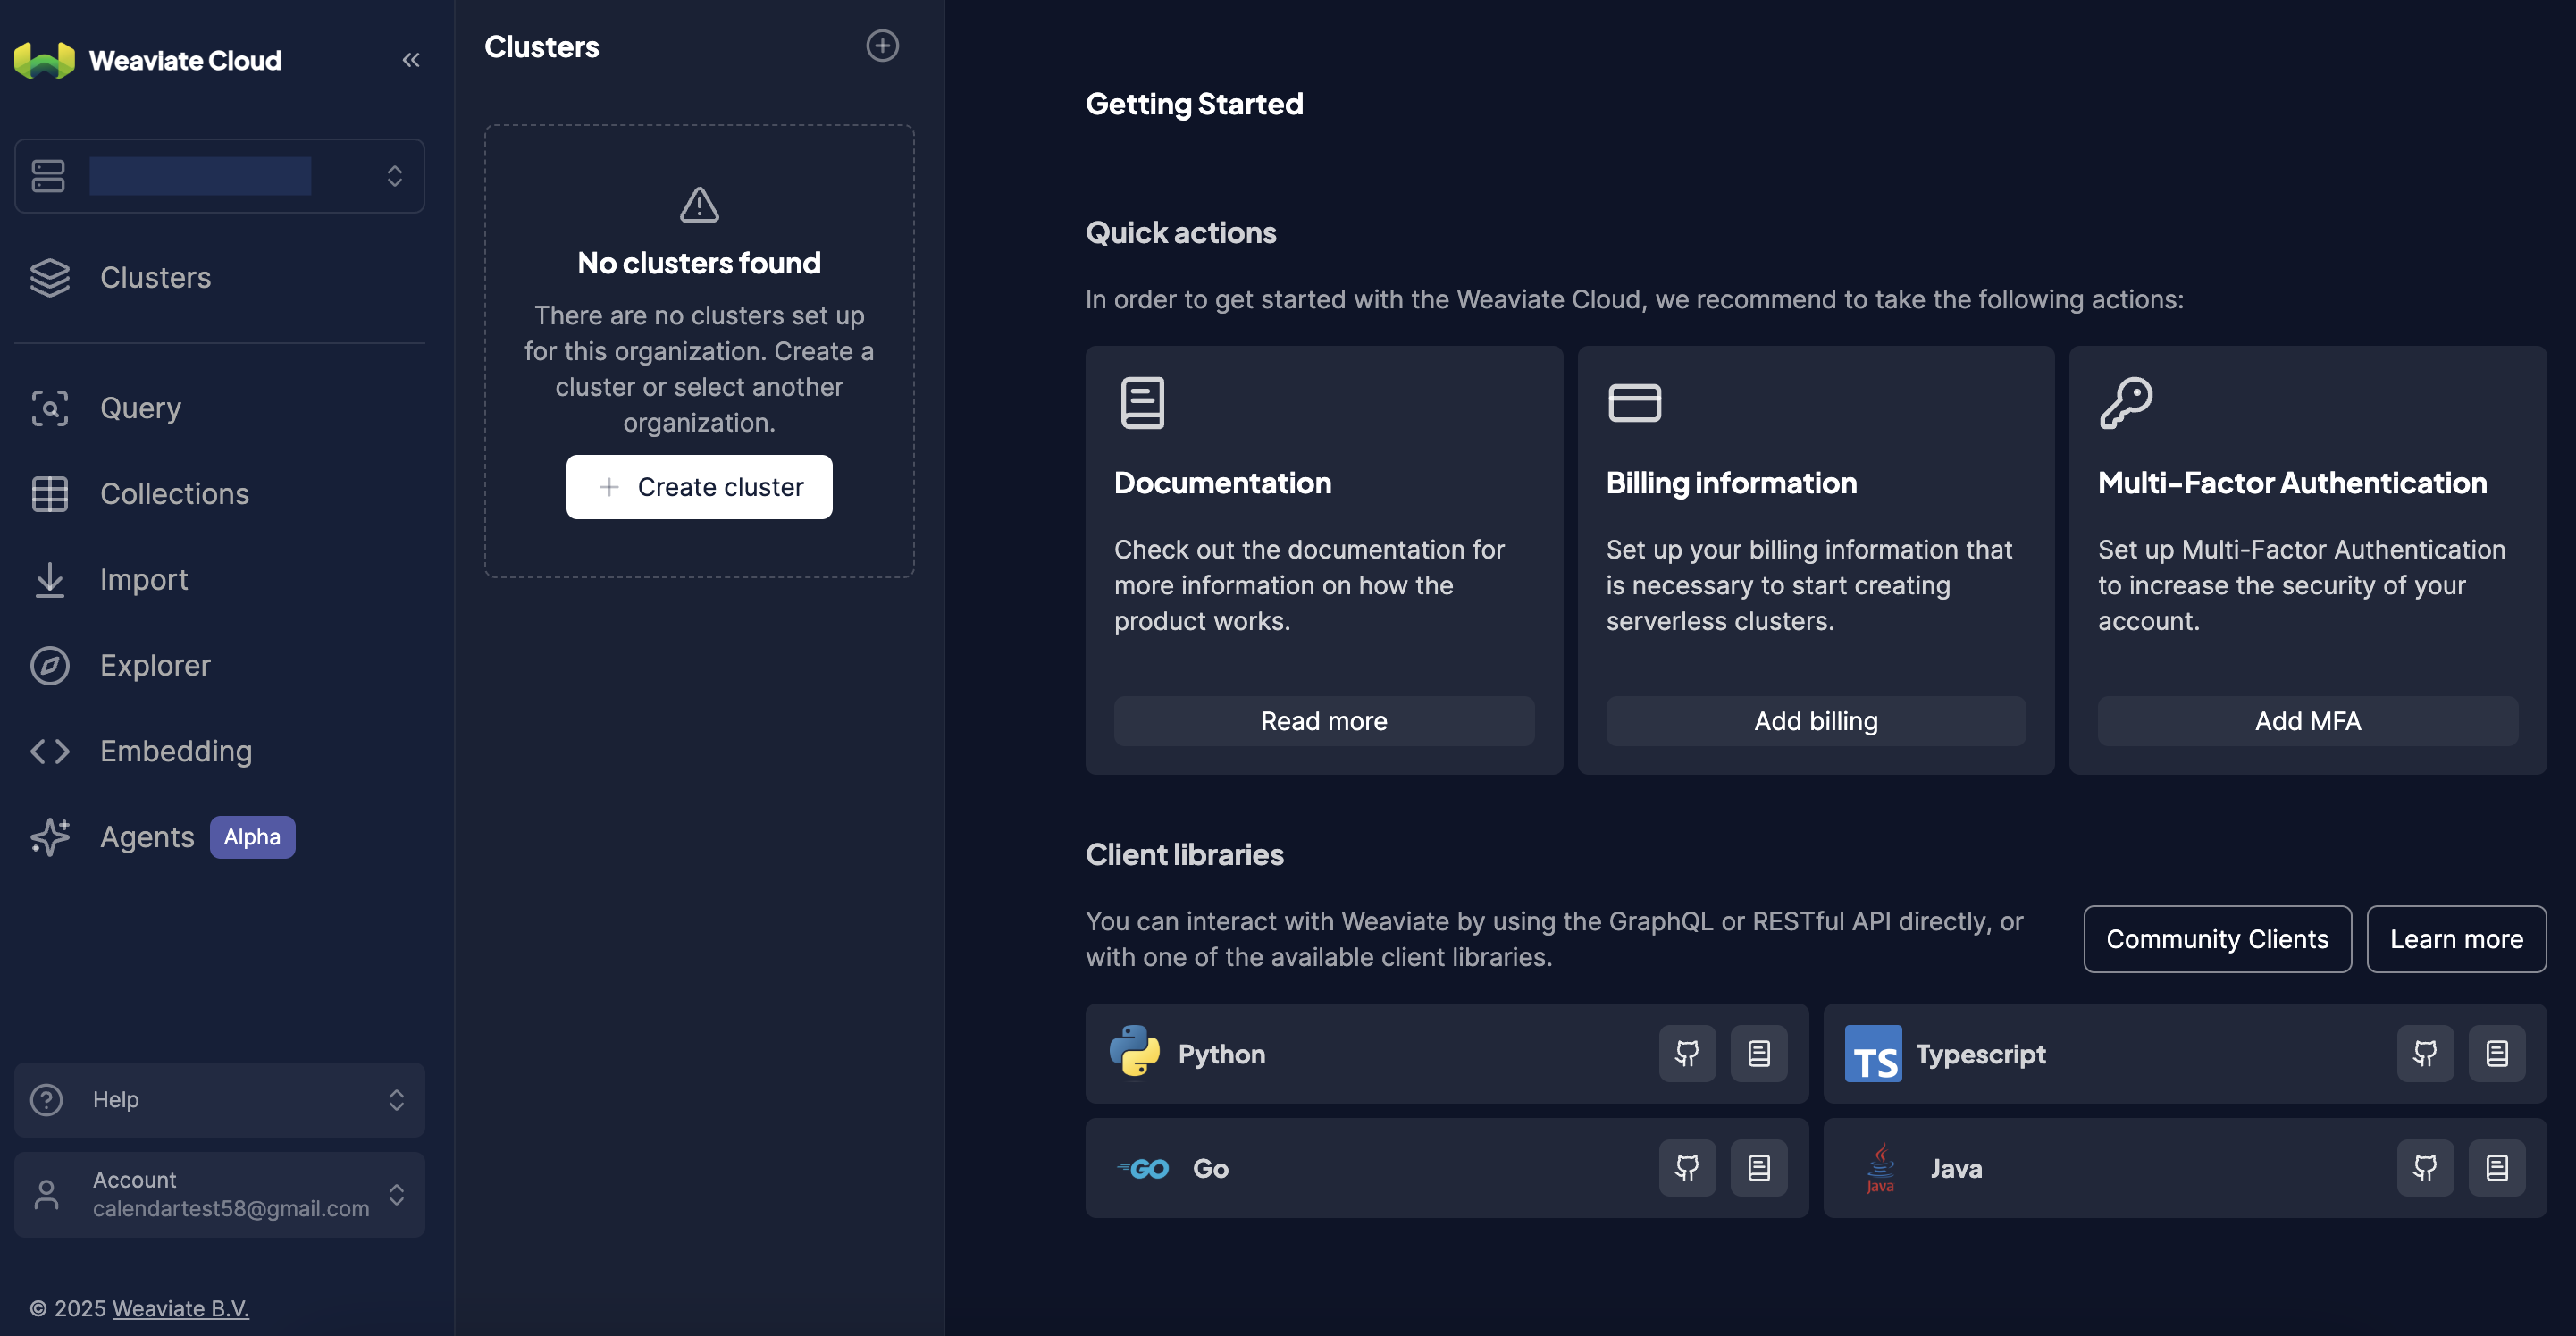 Weaviate Cloud
Clusters
Query
Collections
Import
Explorer
Embedding
Agents Alpha
Help
Account
calendartest58@gmail.com
© 2025 Weaviate B.V.
Clusters
No clusters found
There are no clusters set up
for this organization. Create a
cluster or select another
organization.
Create cluster
Getting Started
Quick actions
In order to get started with the Weaviate Cloud, we recommend to take the following actions:
Documentation
Check out the documentation for
more information on how the
product works.
Read more
Billing information
Set up your billing information that
is necessary to start creating
serverless clusters.
Add billing
Multi-Factor Authentication
Set up Multi-Factor Authentication
to increase the security of your
account.
Add MFA
Client libraries
You can interact with Weaviate by using the GraphQL or RESTful API directly, or
with one of the available client libraries.
Community Clients
Learn more
Python
TS Typescript
GO Go
Java Java